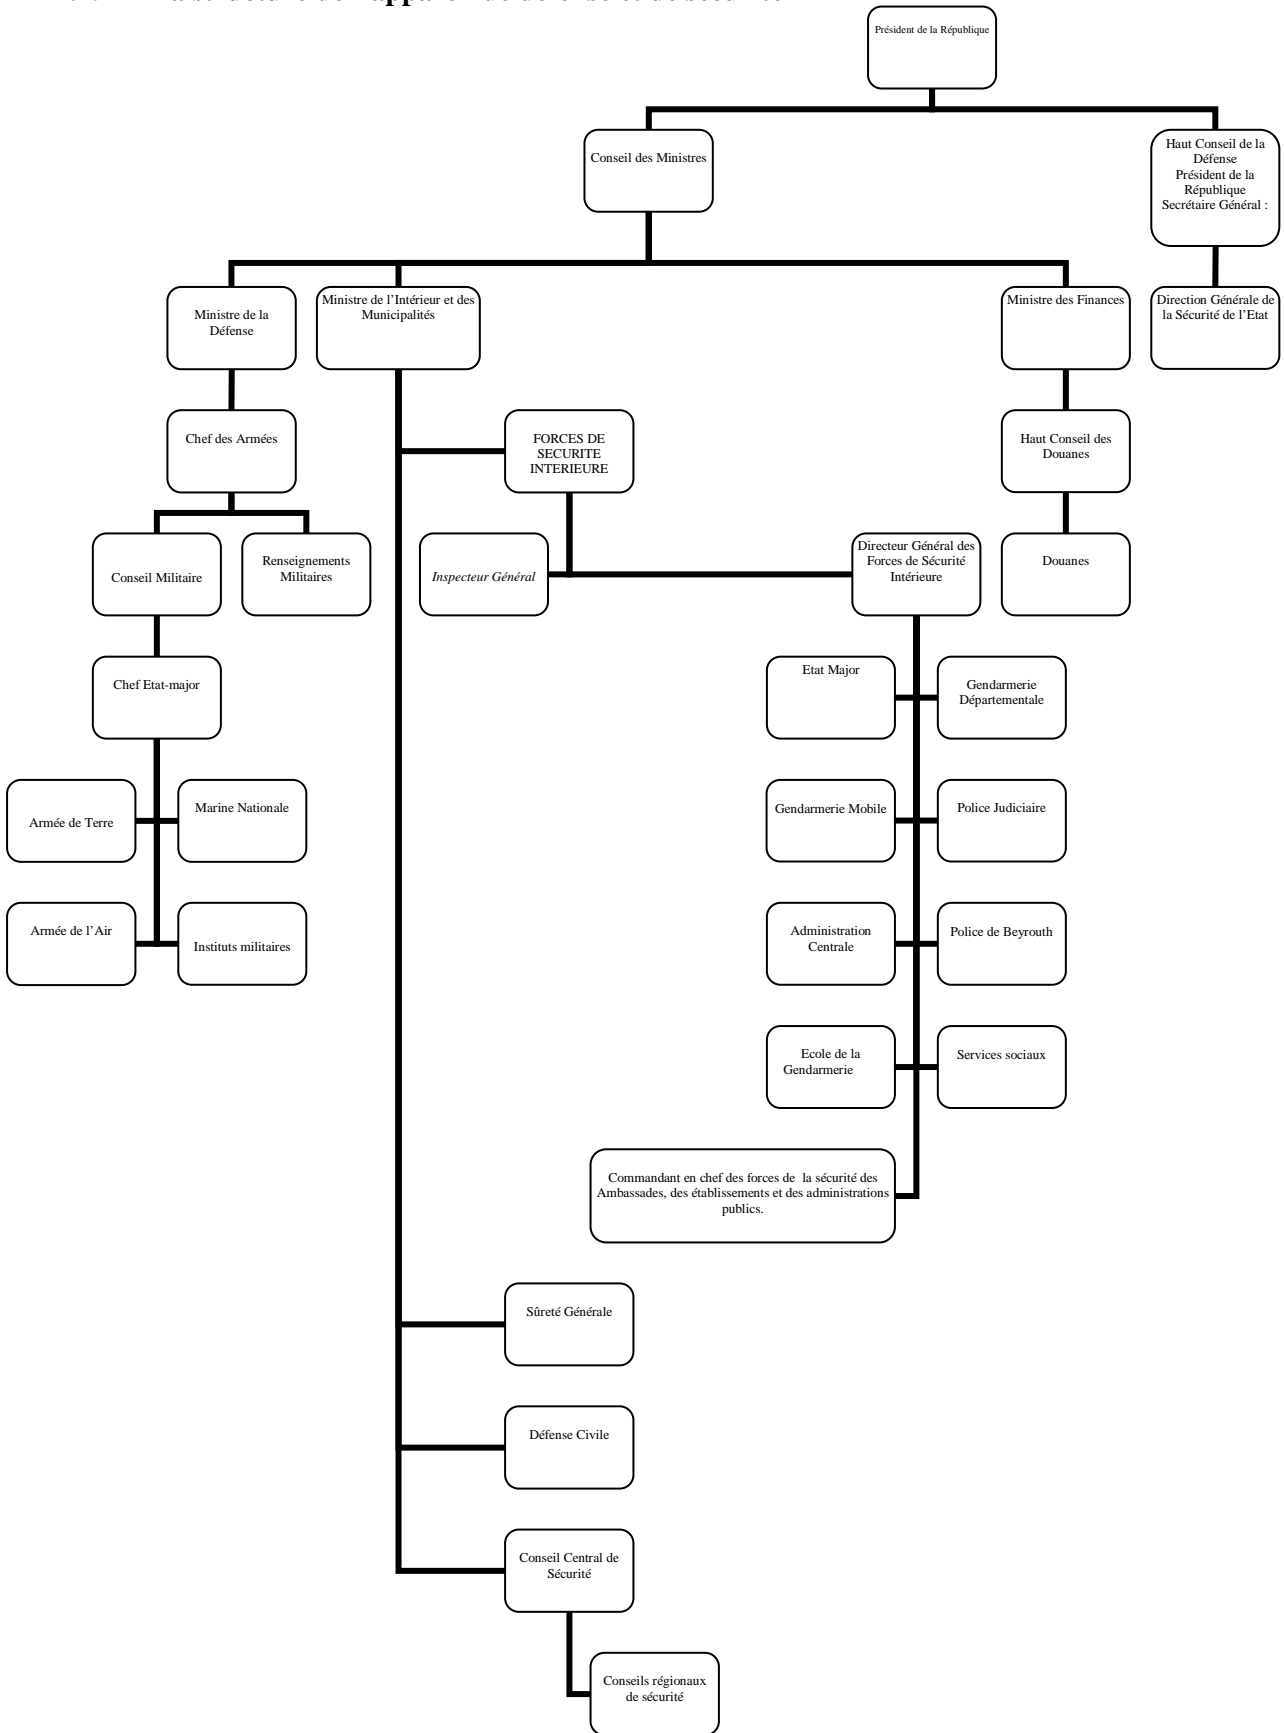 Président de la République
Conseil des Ministres
Haut Conseil de la
Défense
Président de la
République
Secrétaire Général :
Ministre de la
Défense
Ministre de l’Intérieur et des
Municipalités
Ministre des Finances
Direction Générale de
la Sécurité de l’Etat
Chef des Armées
FORCES DE
SECURITE
INTERIEURE
Haut Conseil des
Douanes
Conseil Militaire
Renseignements
Militaires
Inspecteur Général
Directeur Général des
Forces de Sécurité
Intérieure
Douanes
Chef Etat-major
Etat Major
Gendarmerie
Départementale
Armée de Terre
Marine Nationale
Gendarmerie Mobile
Police Judiciaire
Armée de l’Air
Instituts militaires
Administration
Centrale
Police de Beyrouth
Ecole de la
Gendarmerie
Services sociaux
Commandant en chef des forces de  la sécurité des
Ambassades, des établissements et des administrations
publics.
Sûreté Générale
Défense Civile
Conseil Central de
Sécurité
Conseils régionaux
de sécurité